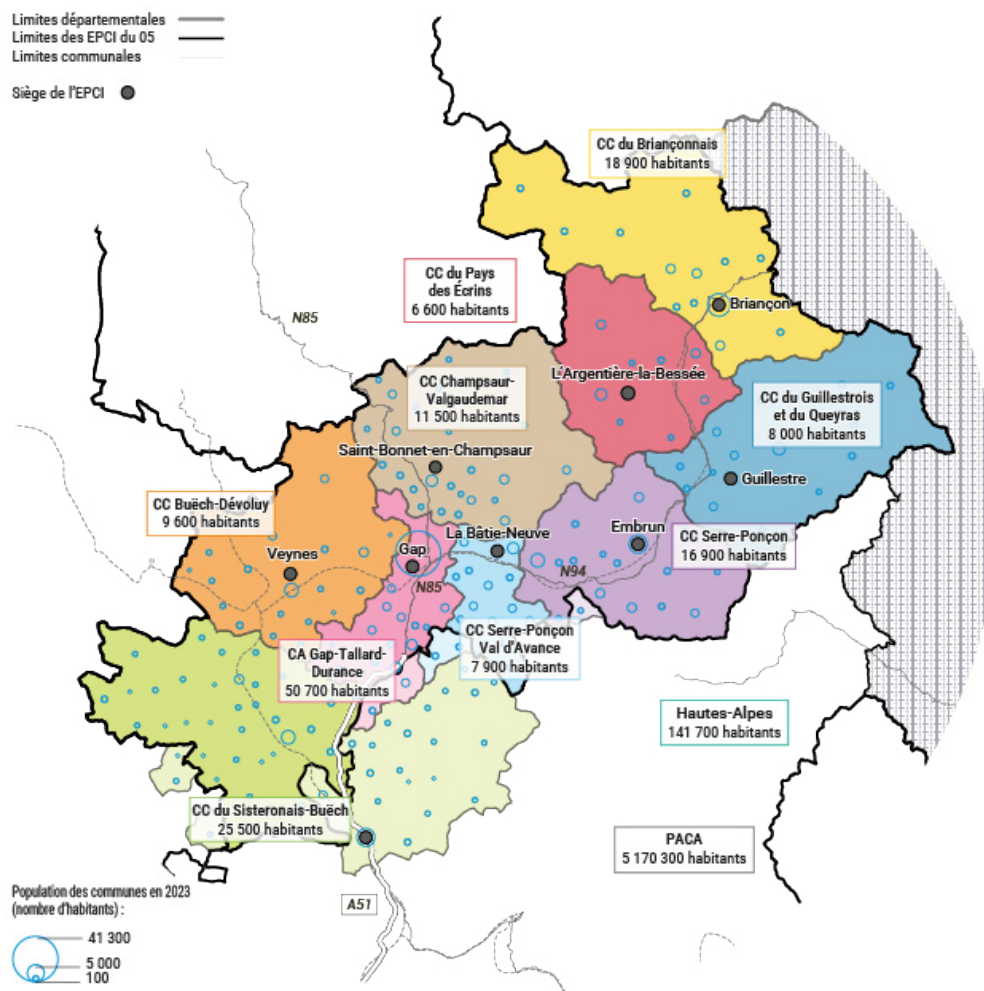 Limites départementales
Limites des EPCI du 05
Limites communales
Siège de l'EPCI
CC du Briançonnais
18 900 habitants
CC du Pays
des Écrins
6 600 habitants
N85
Briançon
CC Champsaur-
Valgaudemar
11 500 habitants
L'Argentière-la-Bessée
CC du Guillestrois
et du Queyras
8 000 habitants
Saint-Bonnet-en-Champsaur
Guillestre
CC Buëch-Dévoluy
9 600 habitants
Veynes
Gap
La Bâtie-Neuve
Embrun
CC Serre-Ponçon
16 900 habitants
N85
N94
CC Serre-Ponçon
Val d'Avance
7 900 habitants
CA Gap-Tallard-
Durance
50 700 habitants
Hautes-Alpes
141 700 habitants
CC du Sisteronais-Buëch
25 500 habitants
PACA
5 170 300 habitants
A51
Population des communes en 2023
(nombre d'habitants) :
41 300
5 000
100